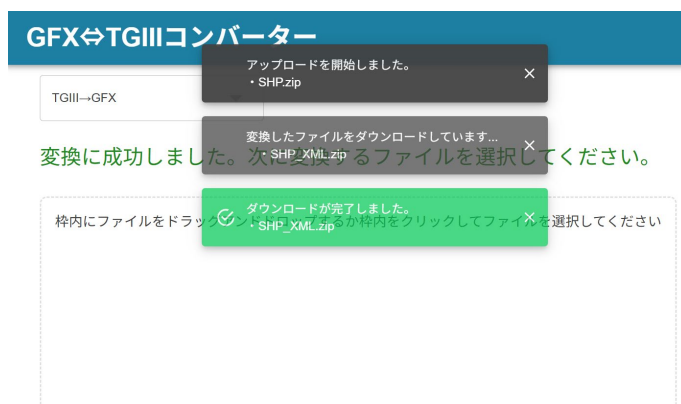 GFX⇔TGIIIコンバーター
アップロードを開始しました。
・SHP.zip
TGIII→GFX
変換したファイルをダウンロードしています...
・SHP_XML.zip
変換に成功しました。次に変換するファイルを選択してください。
ダウンロードが完了しました。
・SHP_XML.zip
枠内にファイルをドラッグアンドドロップするか枠内をクリックしてファイルを選択してください